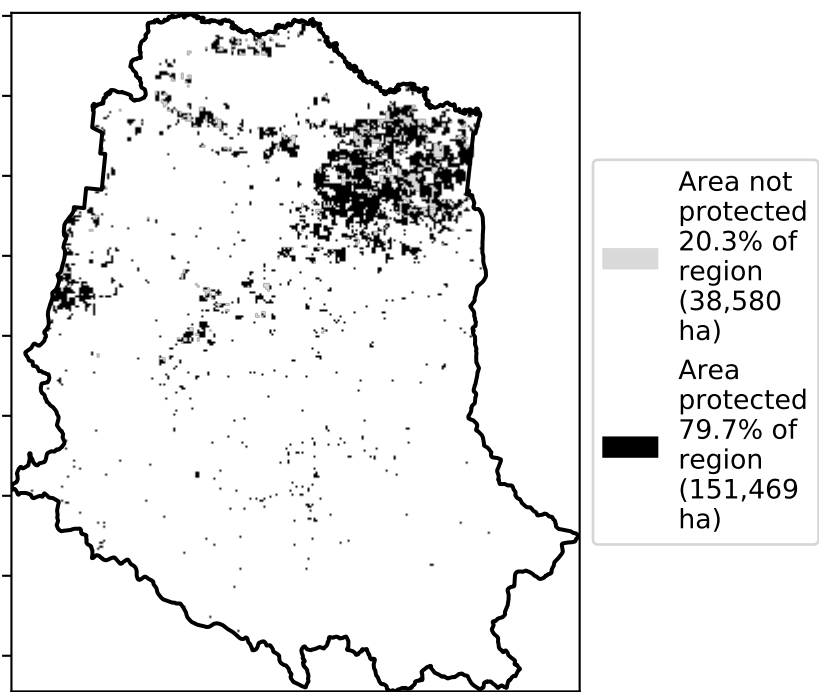 Area not
protected
20.3% of
region
(38,580
ha)
Area
protected
79.7% of
region
(151,469
ha)